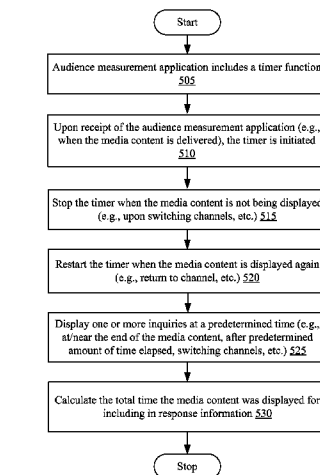 Start
Audience measurement application includes a timer function
505
Upon receipt of the audience measurement application (e.g.,
when the media content is delivered), the timer is initiated
510
Stop the timer when the media content is not being displayed
(e.g., upon switching channels, etc.) 515
Restart the timer when the media content is displayed again
(e.g., return to channel, etc.) 520
Display one or more inquiries at a predetermined time (e.g.,
at/near the end of the media content, after predetermined
amount of time elapsed, switching channels, etc.) 525
Calculate the total time the media content was displayed for
including in response information 530
Stop